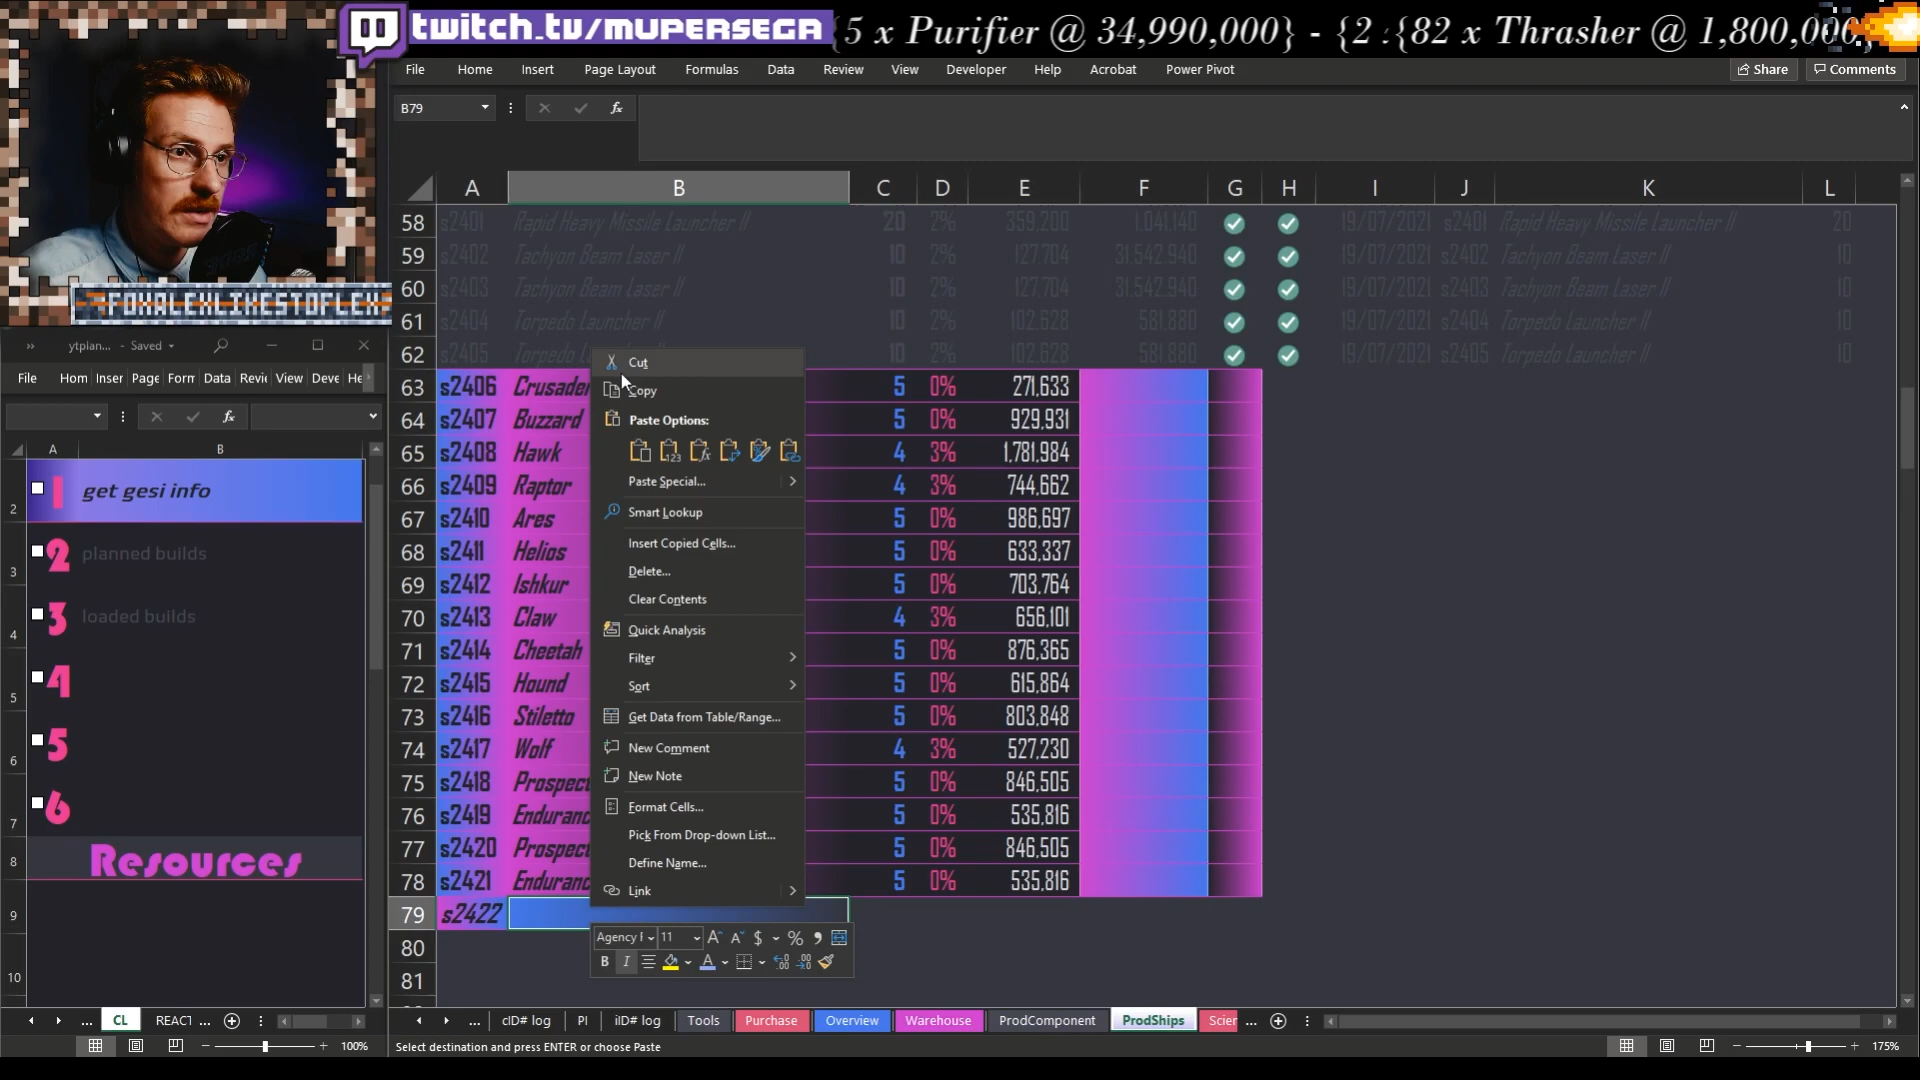 twitch.tv/MUPERSEGA
{5 x Purifier @ 34,990,000} - {2 :{82 x Thrasher @ 1,800,000,
File Home Insert Page Layout Formulas Data Review View Developer Help Acrobat Power Pivot Share Comments
B79 fx
A B C D E F G H I J K L
58 s2401 Rapid Heavy Missile Launcher II 20 2% 359,200 1,041,140 19/07/2021 s2401 Rapid Heavy Missile Launcher II 20
59 s2402 Tachyon Beam Laser II 10 2% 127,704 31,542,940 19/07/2021 s2402 Tachyon Beam Laser II 10
60 s2403 Tachyon Beam Laser II 10 2% 127,704 31,542,940 19/07/2021 s2403 Tachyon Beam Laser II 10
61 s2404 Torpedo Launcher II 10 2% 102,628 581,880 19/07/2021 s2404 Torpedo Launcher II 10
62 s2405 Torpedo 10 2% 102,628 581,880 19/07/2021 s2405 Torpedo Launcher II 10
63 s2406 Crusader 5 0% 271,633
64 s2407 Buzzard 5 0% 929,931
65 s2408 Hawk 4 3% 1,781,984
66 s2409 Raptor 4 3% 744,662
67 s2410 Ares 5 0% 986,697
68 s2411 Helios 5 0% 633,337
69 s2412 Ishkur 5 0% 703,764
70 s2413 Claw 4 3% 656,101
71 s2414 Cheetah 5 0% 876,365
72 s2415 Hound 5 0% 615,864
73 s2416 Stiletto 5 0% 803,848
74 s2417 Wolf 4 3% 527,230
75 s2418 Prospect 5 0% 846,505
76 s2419 Enduranc 5 0% 535,816
77 s2420 Prospect 5 0% 846,505
78 s2421 Enduranc 5 0% 535,816
79 s2422
80
81
Cut
Copy
Paste Options:
Paste Special...
Smart Lookup
Insert Copied Cells...
Delete...
Clear Contents
Quick Analysis
Filter
Sort
Get Data from Table/Range...
New Comment
New Note
Format Cells...
Pick From Drop-down List...
Define Name...
Link
Agency F 11 A A $ % ,
B I A
... cID# log PI iID# log Tools Purchase Overview Warehouse ProdComponent ProdShips Scier ...
Select destination and press ENTER or choose Paste 175%
ytplan... - Saved
File Hom Inser Page Form Data Revie View Deve He
fx
A B
2 1 get gesi info
3 2 planned builds
4 3 loaded builds
5 4
6 5
7 6
8 Resources
9
10
... CL REACT ...
100%